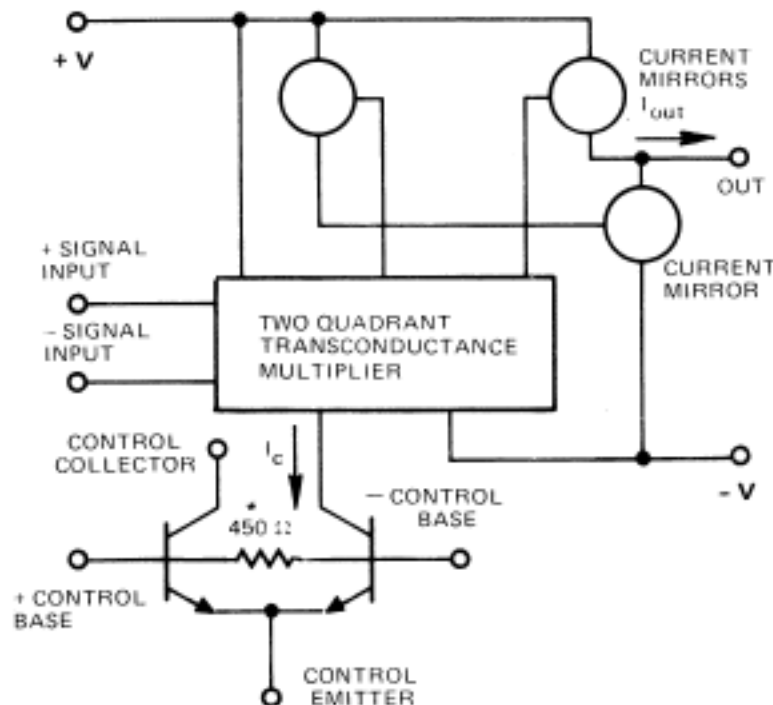 + V
CURRENT
MIRRORS
I out
OUT
+ SIGNAL
INPUT
CURRENT
MIRROR
TWO QUADRANT
TRANSCONDUCTANCE
MULTIPLIER
– SIGNAL
INPUT
CONTROL
COLLECTOR
I c
- V
– CONTROL
BASE
*
450 Ω
+ CONTROL
BASE
CONTROL
EMITTER